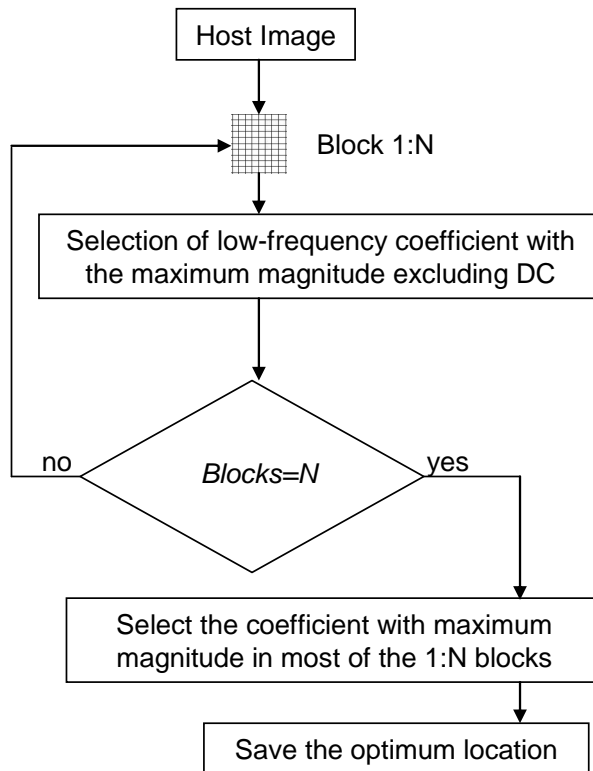 Host Image
Block 1:N
Selection of low-frequency coefficient with
the maximum magnitude excluding DC
no
Blocks=N
yes
Select the coefficient with maximum
magnitude in most of the 1:N blocks
Save the optimum location